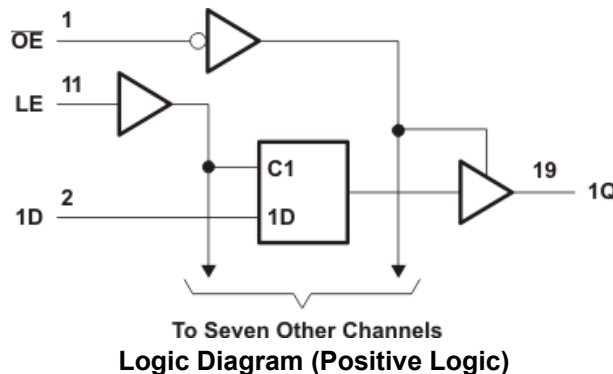 1
OE
11
LE
C1
19
1Q
2
1D
1D
To Seven Other Channels
Logic Diagram (Positive Logic)